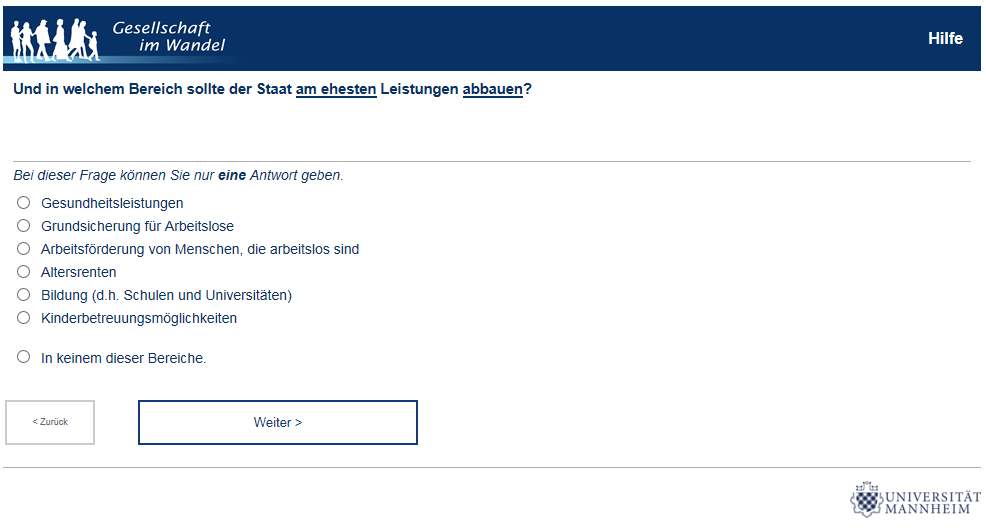 Gesellschaft
im Wandel
Hilfe
Und in welchem Bereich sollte der Staat am ehesten Leistungen abbauen?
Bei dieser Frage können Sie nur eine Antwort geben.
Gesundheitsleistungen
Grundsicherung für Arbeitslose
Arbeitsförderung von Menschen, die arbeitslos sind
Altersrenten
Bildung (d.h. Schulen und Universitäten)
Kinderbetreuungsmöglichkeiten
In keinem dieser Bereiche.
< Zurück
Weiter >
UNIVERSITÄT
MANNHEIM